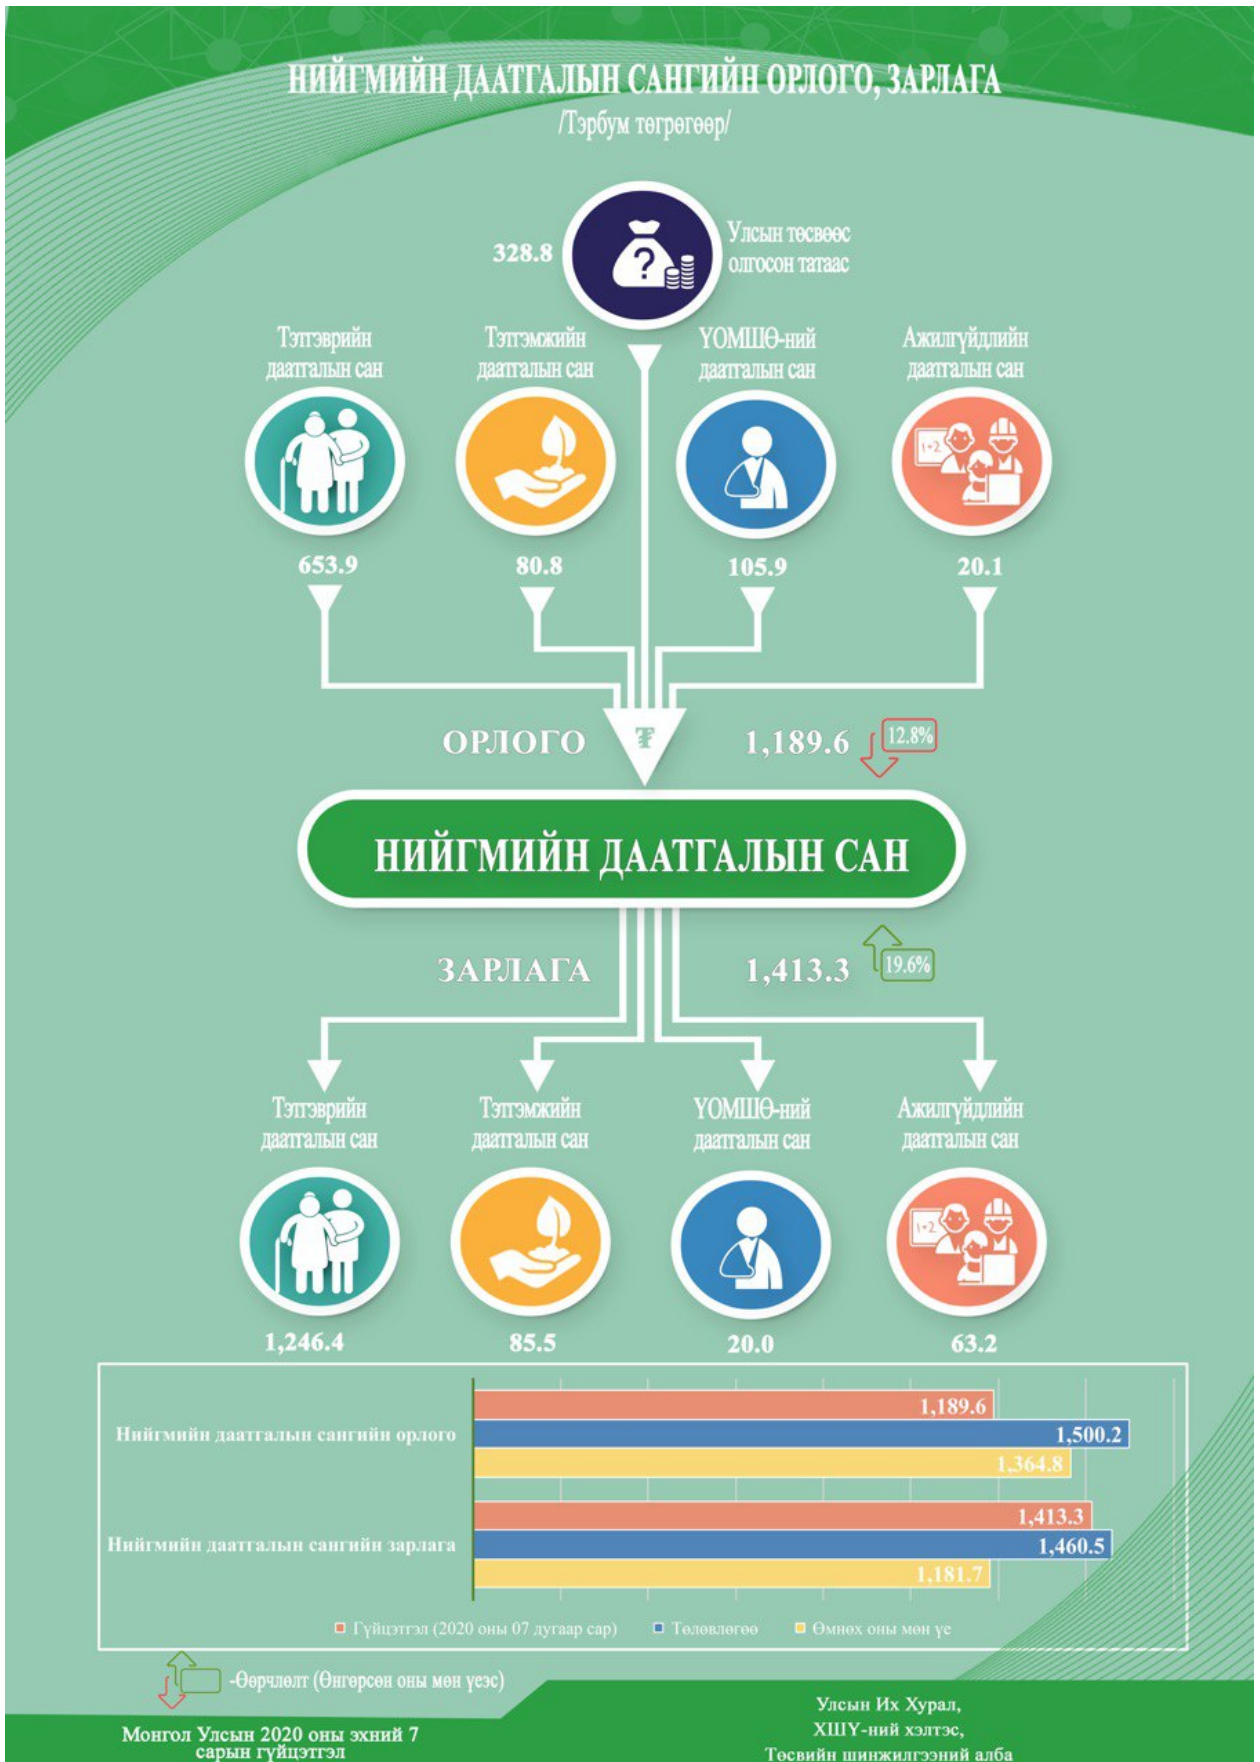 НИЙГМИЙН ДААТГАЛЫН САНГИЙН ОРЛОГО, ЗАРЛАГА
/Тэрбум төгрөгөөр/
328.8
?
Улсын төсвөөс
олгосон татаас
Тэтгэврийн
даатгалын сан
Тэтгэмжийн
даатгалын сан
ҮОМШӨ-ний
даатгалын сан
Ажилгүйдлийн
даатгалын сан
1+2
653.9
80.8
105.9
20.1
ОРЛОГО
₮
1,189.6
12.8%
НИЙГМИЙН ДААТГАЛЫН САН
ЗАРЛАГА
1,413.3
19.6%
Тэтгэврийн
даатгалын сан
Тэтгэмжийн
даатгалын сан
ҮОМШӨ-ний
даатгалын сан
Ажилгүйдлийн
даатгалын сан
1+2
1,246.4
85.5
20.0
63.2
Нийгмийн даатгалын сангийн орлого
1,189.6
1,500.2
1,364.8
Нийгмийн даатгалын сангийн зарлага
1,413.3
1,460.5
1,181.7
Гүйцэтгэл (2020 оны 07 дугаар сар)
Төлөвлөгөө
Өмнөх оны мөн үе
-Өөрчлөлт (Өнгөрсөн оны мөн үеэс)
Монгол Улсын 2020 оны эхний 7
сарын гүйцэтгэл
Улсын Их Хурал,
ХШҮ-ний хэлтэс,
Төсвийн шинжилгээний алба